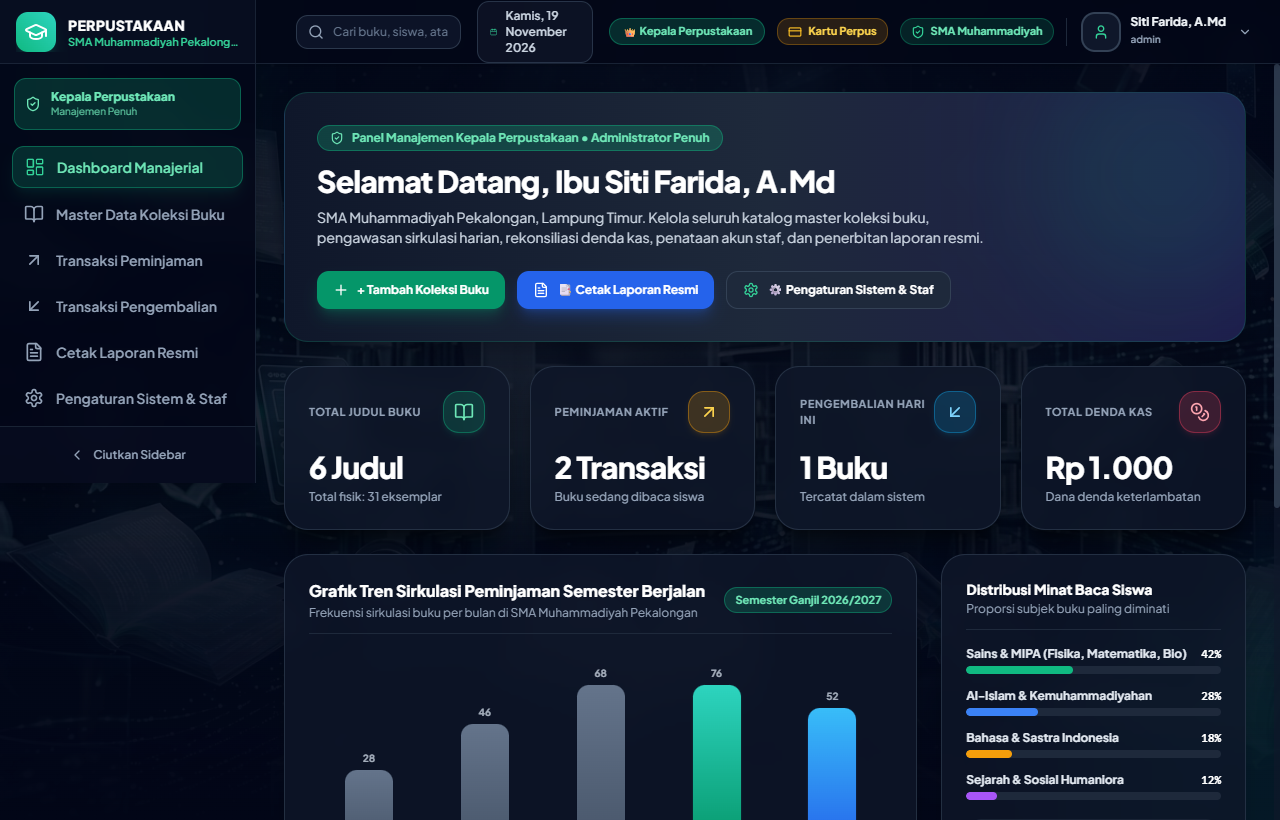 PERPUSTAKAAN
SMA Muhammadiyah Pekalong...
Cari buku, siswa, ata
Kamis, 19
November
2026
Kepala Perpustakaan
Kartu Perpus
SMA Muhammadiyah
Siti Farida, A.Md
admin
Kepala Perpustakaan
Manajemen Penuh
Dashboard Manajerial
Master Data Koleksi Buku
Transaksi Peminjaman
Transaksi Pengembalian
Cetak Laporan Resmi
Pengaturan Sistem & Staf
Ciutkan Sidebar
Panel Manajemen Kepala Perpustakaan • Administrator Penuh
Selamat Datang, Ibu Siti Farida, A.Md
SMA Muhammadiyah Pekalongan, Lampung Timur. Kelola seluruh katalog master koleksi buku,
pengawasan sirkulasi harian, rekonsiliasi denda kas, penataan akun staf, dan penerbitan laporan resmi.
+ Tambah Koleksi Buku
Cetak Laporan Resmi
Pengaturan Sistem & Staf
TOTAL JUDUL BUKU
6 Judul
Total fisik: 31 eksemplar
PEMINJAMAN AKTIF
2 Transaksi
Buku sedang dibaca siswa
PENGEMBALIAN HARI
INI
1 Buku
Tercatat dalam sistem
TOTAL DENDA KAS
Rp 1.000
Dana denda keterlambatan
Grafik Tren Sirkulasi Peminjaman Semester Berjalan
Frekuensi sirkulasi buku per bulan di SMA Muhammadiyah Pekalongan
Semester Ganjil 2026/2027
28
46
68
76
52
Distribusi Minat Baca Siswa
Proporsi subjek buku paling diminati
Sains & MIPA (Fisika, Matematika, Bio) 42%
Al-Islam & Kemuhammadiyahan 28%
Bahasa & Sastra Indonesia 18%
Sejarah & Sosial Humaniora 12%